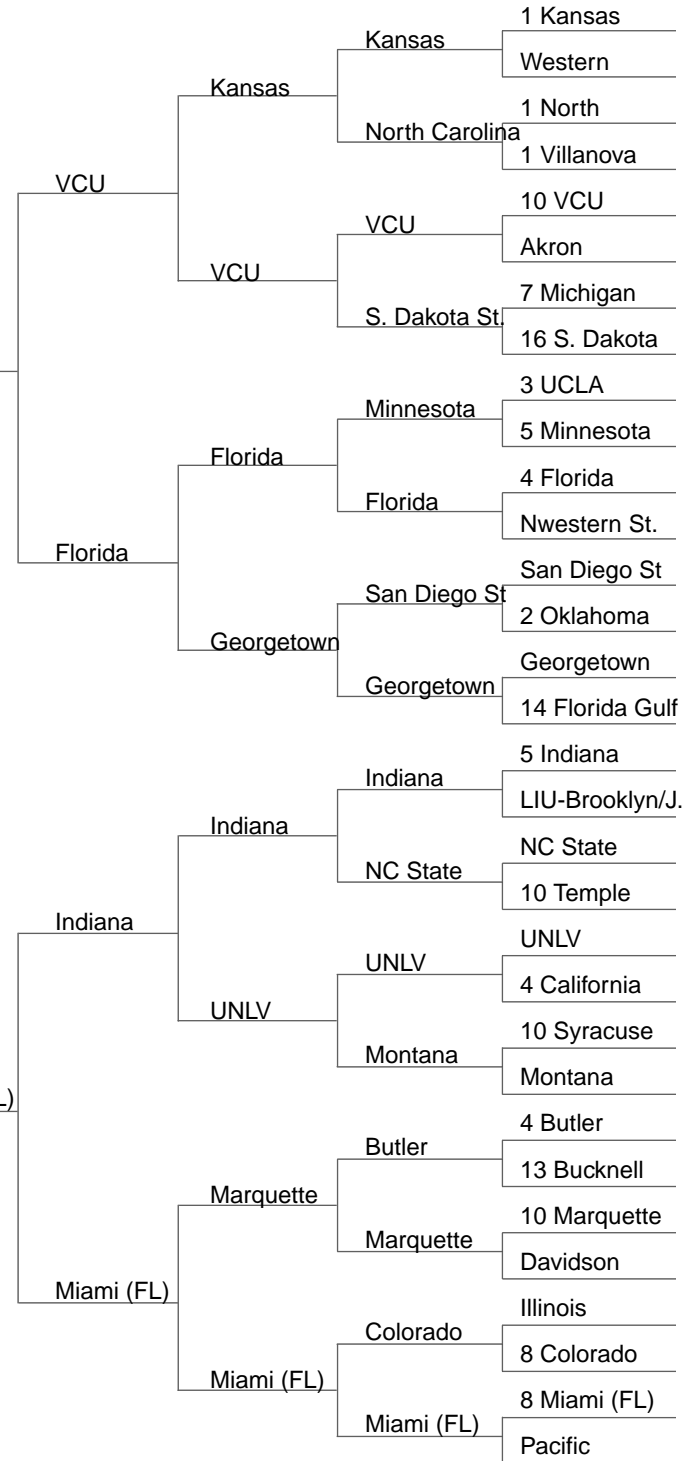 1 Kansas
Kansas
Western
Kansas
1 North
North Carolina
1 Villanova
VCU
10 VCU
VCU
Akron
VCU
7 Michigan
S. Dakota St.
16 S. Dakota
3 UCLA
Minnesota
5 Minnesota
Florida
4 Florida
Florida
Nwestern St.
Florida
San Diego St
San Diego St
2 Oklahoma
Georgetown
Georgetown
Georgetown
14 Florida Gulf
5 Indiana
Indiana
LIU-Brooklyn/J.
Indiana
NC State
NC State
10 Temple
Indiana
UNLV
UNLV
4 California
UNLV
10 Syracuse
Montana
Montana
L)
4 Butler
Butler
13 Bucknell
Marquette
10 Marquette
Marquette
Davidson
Miami (FL)
Illinois
Colorado
8 Colorado
Miami (FL)
8 Miami (FL)
Miami (FL)
Pacific